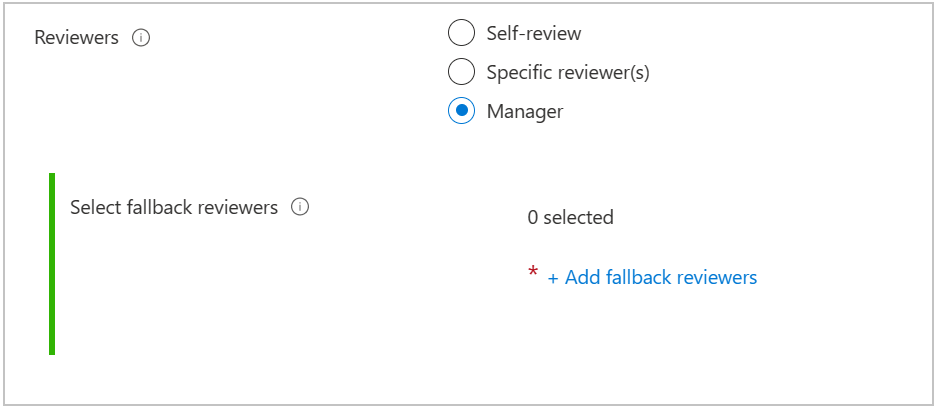 Reviewers
Self-review
Specific reviewer(s)
Manager
Select fallback reviewers
0 selected
* + Add fallback reviewers